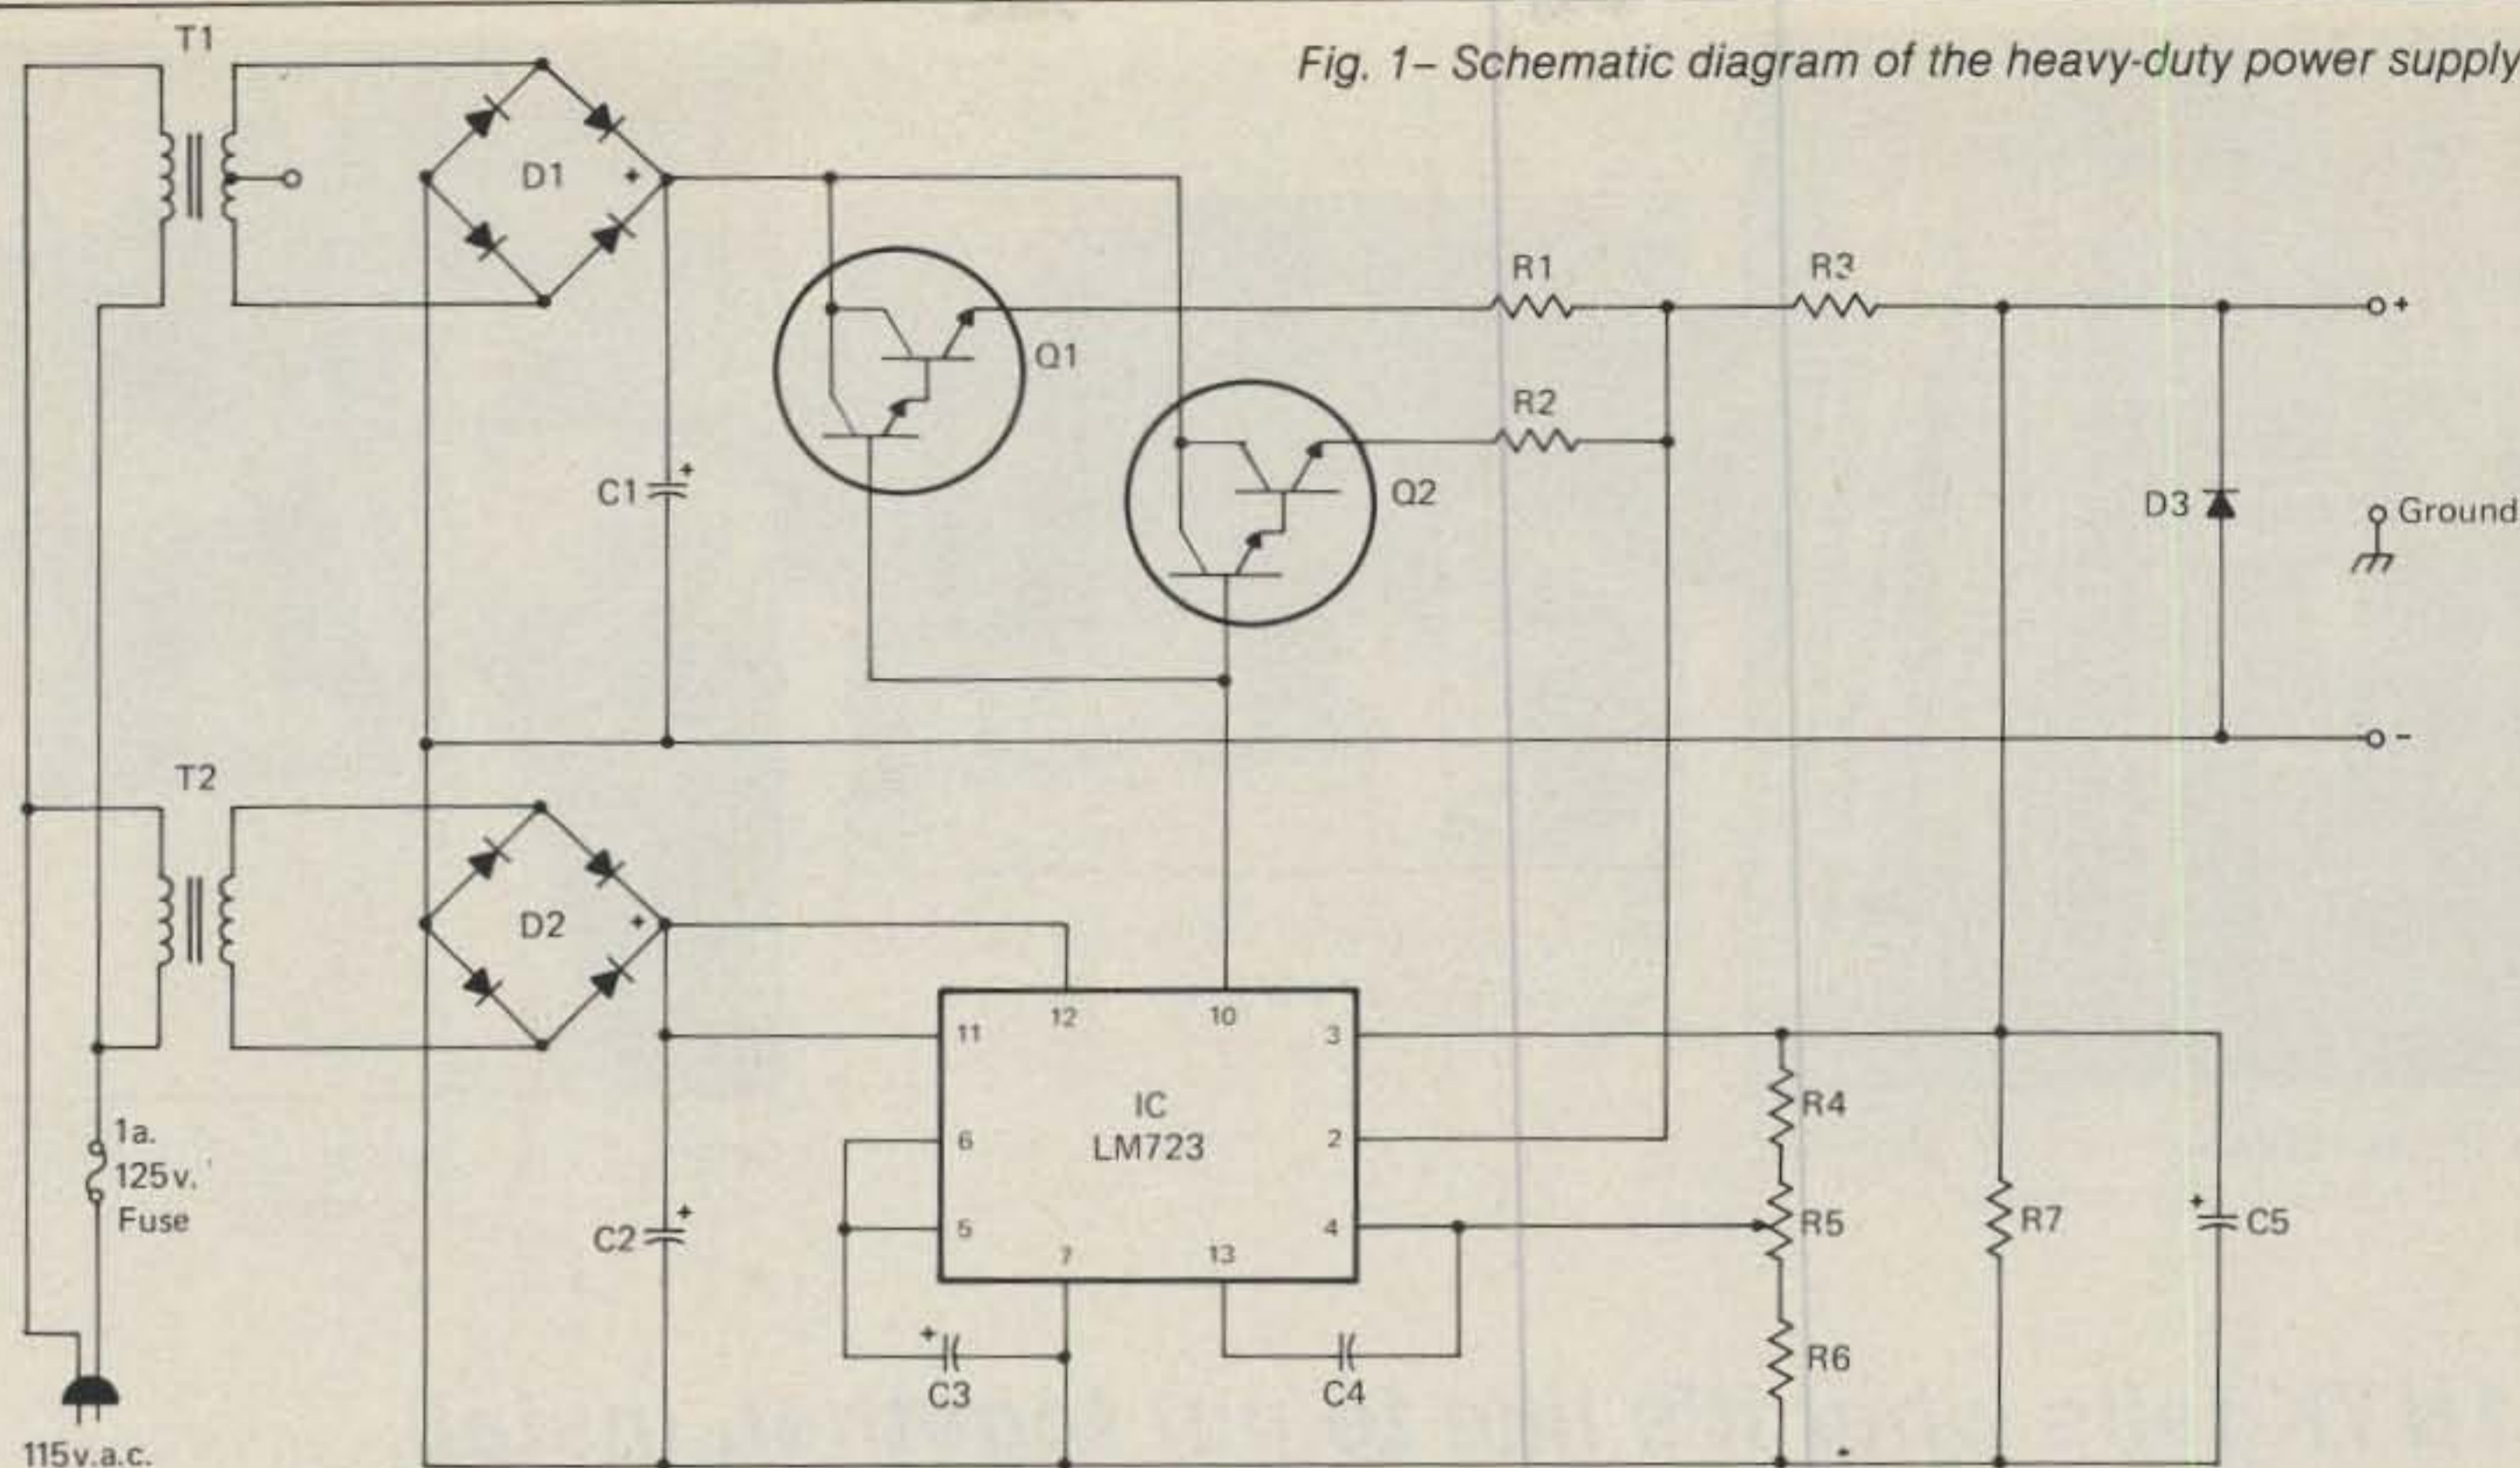 Fig. 1– Schematic diagram of the heavy-duty power supply
T1
D1
+
R1
R3
+
Q1
R2
C1
+
Q2
D3
Ground
-
T2
D2
+
12
10
11
3
IC
LM723
R4
1a.
125v.
Fuse
6
2
C2
+
5
4
R5
R7
+
C5
7
13
+
C3
C4
R6
115v.a.c.